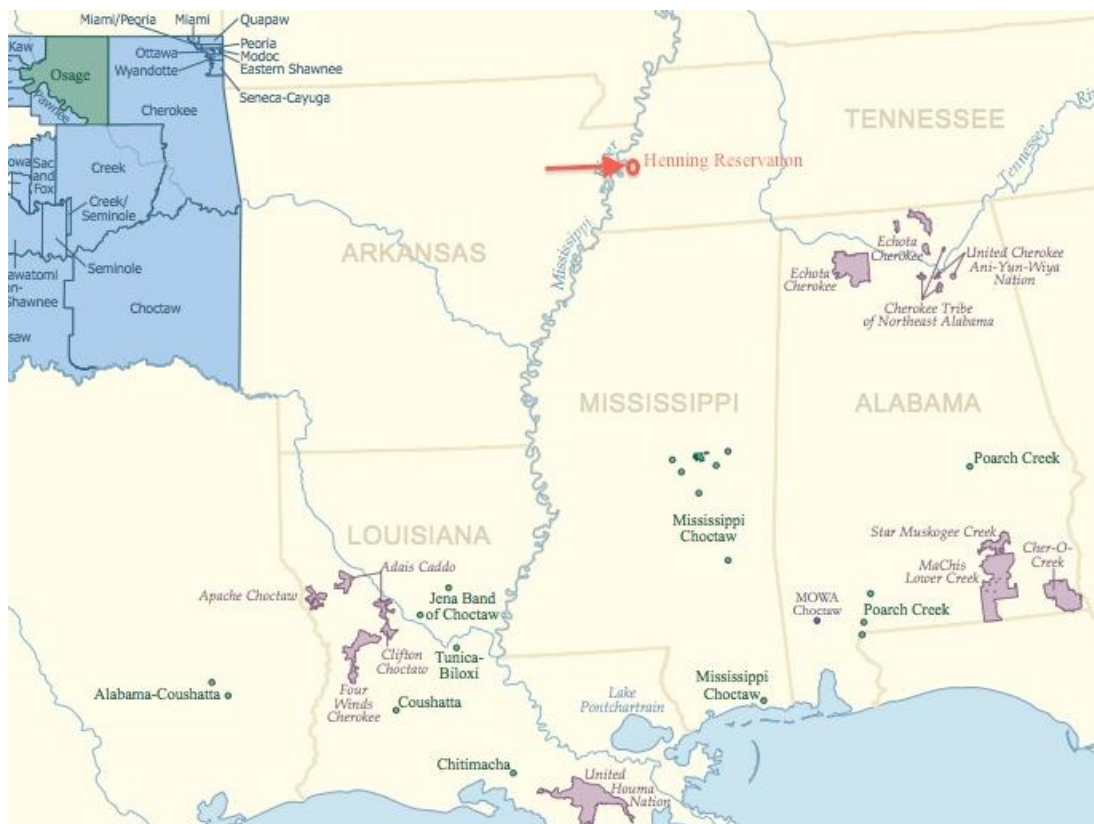 Miami/Peoria
Miami
Quapaw
Kaw
Ottawa
Peoria
Modoc
Wyandotte
Eastern Shawnee
Osage
Seneca-Cayuga
Pawnee
Cherokee
TENNESSEE
Tennessee
Henning Reservation
Sac
and
Fox
Creek
Creek/
Seminole
Mississippi
Echota
Cherokee
United Cherokee
Ani-Yun-Wiya
Nation
ARKANSAS
Seminole
Echota
Cherokee
Choctaw
Cherokee Tribe
of Northeast Alabama
MISSISSIPPI
ALABAMA
Poarch Creek
Mississippi
Choctaw
LOUISIANA
Star Muskogee Creek
Cher-O-
Creek
Adais Caddo
MaChis
Lower Creek
Apache Choctaw
Jena Band
of Choctaw
MOWA
Choctaw
Poarch Creek
Clifton
Choctaw
Tunica-
Biloxi
Alabama-Coushatta
Four
Winds
Cherokee
Coushatta
Lake
Pontchartrain
Mississippi
Choctaw
Chitimacha
United
Houma
Nation